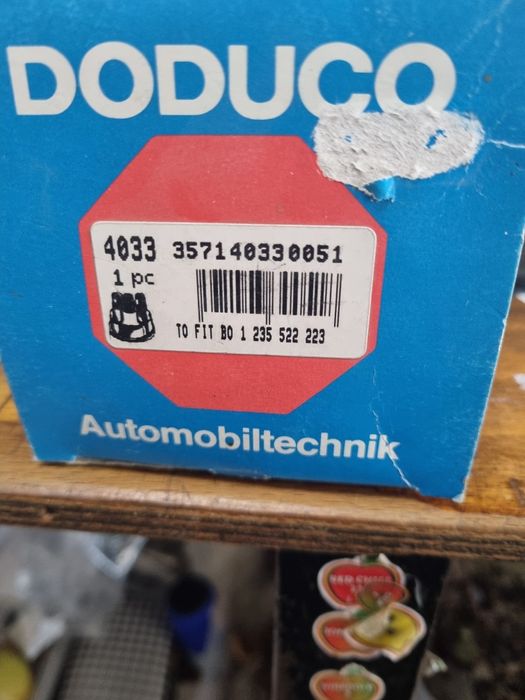 DODUCO
4033 357140330051
1 pc
TO FIT BO 1 235 522 223
Automobiltechnik